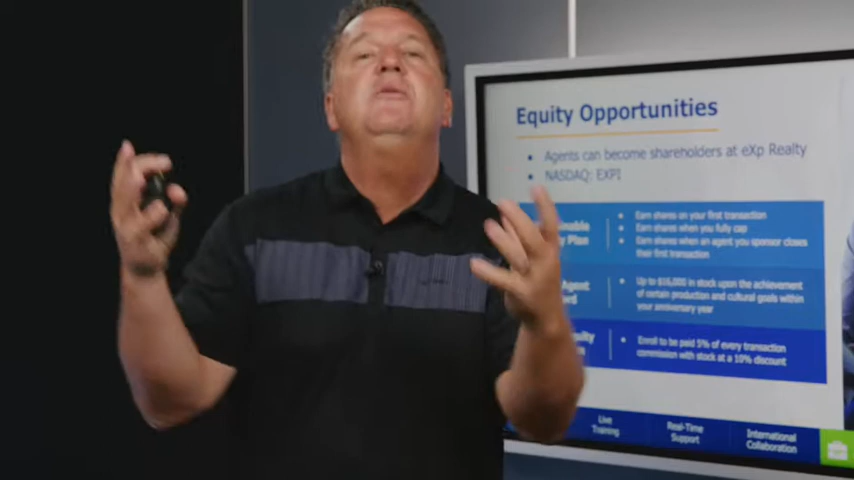 Equity Opportunities
• Agents can become shareholders at eXp Realty
• NASDAQ: EXPI
Plan
• Earn shares on your first transaction
• Earn shares when you fully cap
• Earn shares when an agent you sponsor closes
their first transaction
• Up to $16,000 in stock upon the achievement
of certain production and cultural goals within
your anniversary year
• Enroll to be paid 5% of every transaction
commission with stock at a 10% discount
Live
Training
Real-Time
Support
International
Collaboration